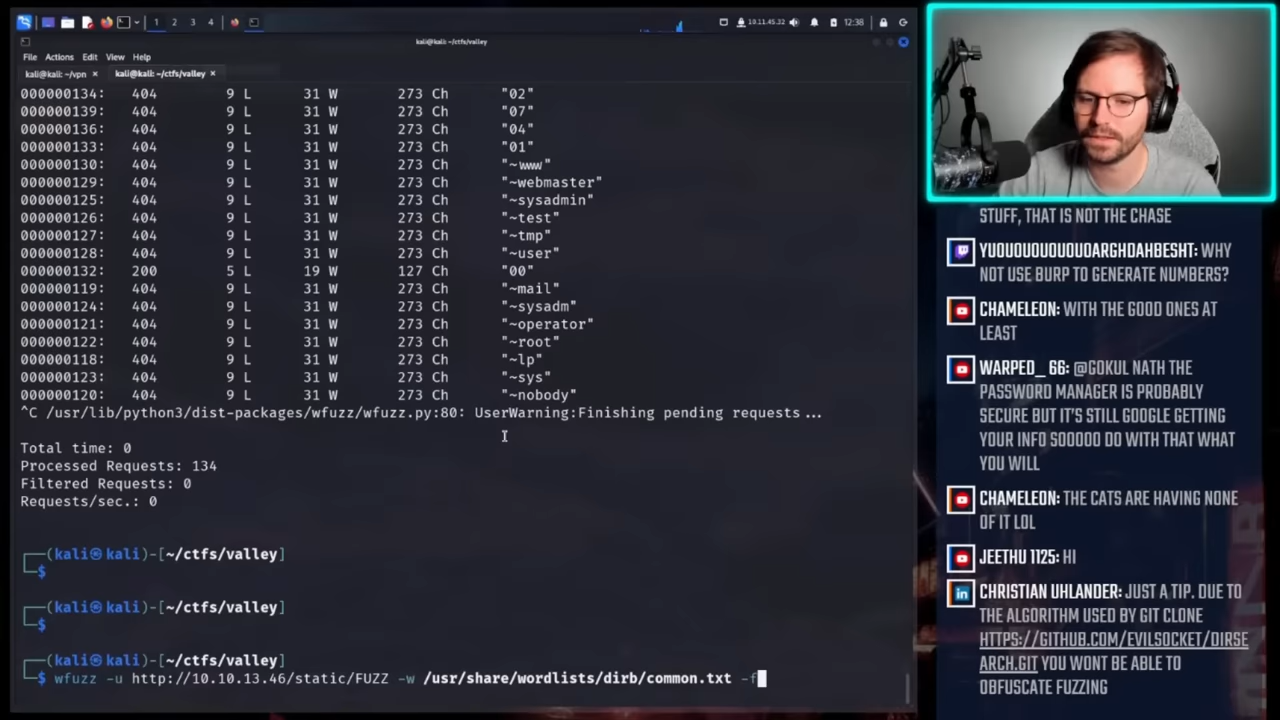 1 2 3 4
10.11.45.32
12:38
kali@kali: ~/ctfs/valley
File Actions Edit View Help
kali@kali: ~/vpn × kali@kali: ~/ctfs/valley ×
000000134: 404 9 L 31 W 273 Ch "02"
000000139: 404 9 L 31 W 273 Ch "07"
000000136: 404 9 L 31 W 273 Ch "04"
000000133: 404 9 L 31 W 273 Ch "01"
000000130: 404 9 L 31 W 273 Ch "~www"
000000129: 404 9 L 31 W 273 Ch "~webmaster"
000000125: 404 9 L 31 W 273 Ch "~sysadmin"
000000126: 404 9 L 31 W 273 Ch "~test"
000000127: 404 9 L 31 W 273 Ch "~tmp"
000000128: 404 9 L 31 W 273 Ch "~user"
000000132: 200 5 L 19 W 127 Ch "00"
000000119: 404 9 L 31 W 273 Ch "~mail"
000000124: 404 9 L 31 W 273 Ch "~sysadm"
000000121: 404 9 L 31 W 273 Ch "~operator"
000000122: 404 9 L 31 W 273 Ch "~root"
000000118: 404 9 L 31 W 273 Ch "~lp"
000000123: 404 9 L 31 W 273 Ch "~sys"
000000120: 404 9 L 31 W 273 Ch "~nobody"
^C /usr/lib/python3/dist-packages/wfuzz/wfuzz.py:80: UserWarning:Finishing pending requests...
Total time: 0
Processed Requests: 134
Filtered Requests: 0
Requests/sec.: 0
┌──(kali㉿kali)-[~/ctfs/valley]
└─$
┌──(kali㉿kali)-[~/ctfs/valley]
└─$
┌──(kali㉿kali)-[~/ctfs/valley]
└─$ wfuzz -u http://10.10.13.46/static/FUZZ -w /usr/share/wordlists/dirb/common.txt -f
STUFF, THAT IS NOT THE CHASE
YUOUOUOUOUOUOARGHDAHBESHT: WHY
NOT USE BURP TO GENERATE NUMBERS?
CHAMELEON: WITH THE GOOD ONES AT
LEAST
WARPED_66: @GOKUL NATH THE
PASSWORD MANAGER IS PROBABLY
SECURE BUT IT'S STILL GOOGLE GETTING
YOUR INFO SOOOOO DO WITH THAT WHAT
YOU WILL
CHAMELEON: THE CATS ARE HAVING NONE
OF IT LOL
JEETHU 1125: HI
CHRISTIAN UHLANDER: JUST A TIP. DUE TO
THE ALGORITHM USED BY GIT CLONE
HTTPS://GITHUB.COM/EVILSOCKET/DIRSE
ARCH.GIT YOU WONT BE ABLE TO
OBFUSCATE FUZZING